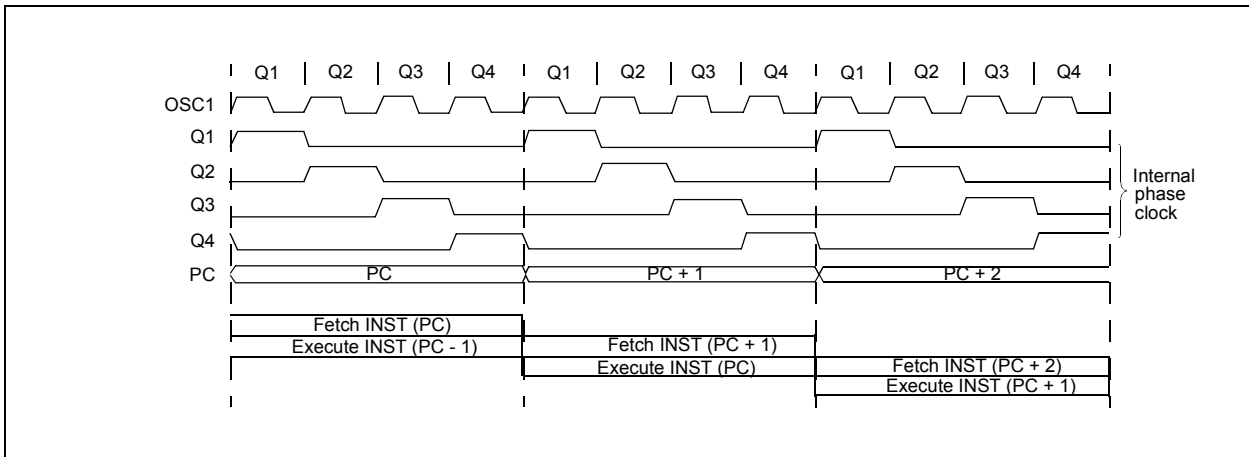 Q1 | Q2 | Q3 | Q4 | Q1 | Q2 | Q3 | Q4 | Q1 | Q2 | Q3 | Q4
OSC1
Q1
Q2
Q3
Q4
Internal
phase
clock
PC PC PC + 1 PC + 2
Fetch INST (PC)
Execute INST (PC - 1) Fetch INST (PC + 1)
Execute INST (PC) Fetch INST (PC + 2)
Execute INST (PC + 1)